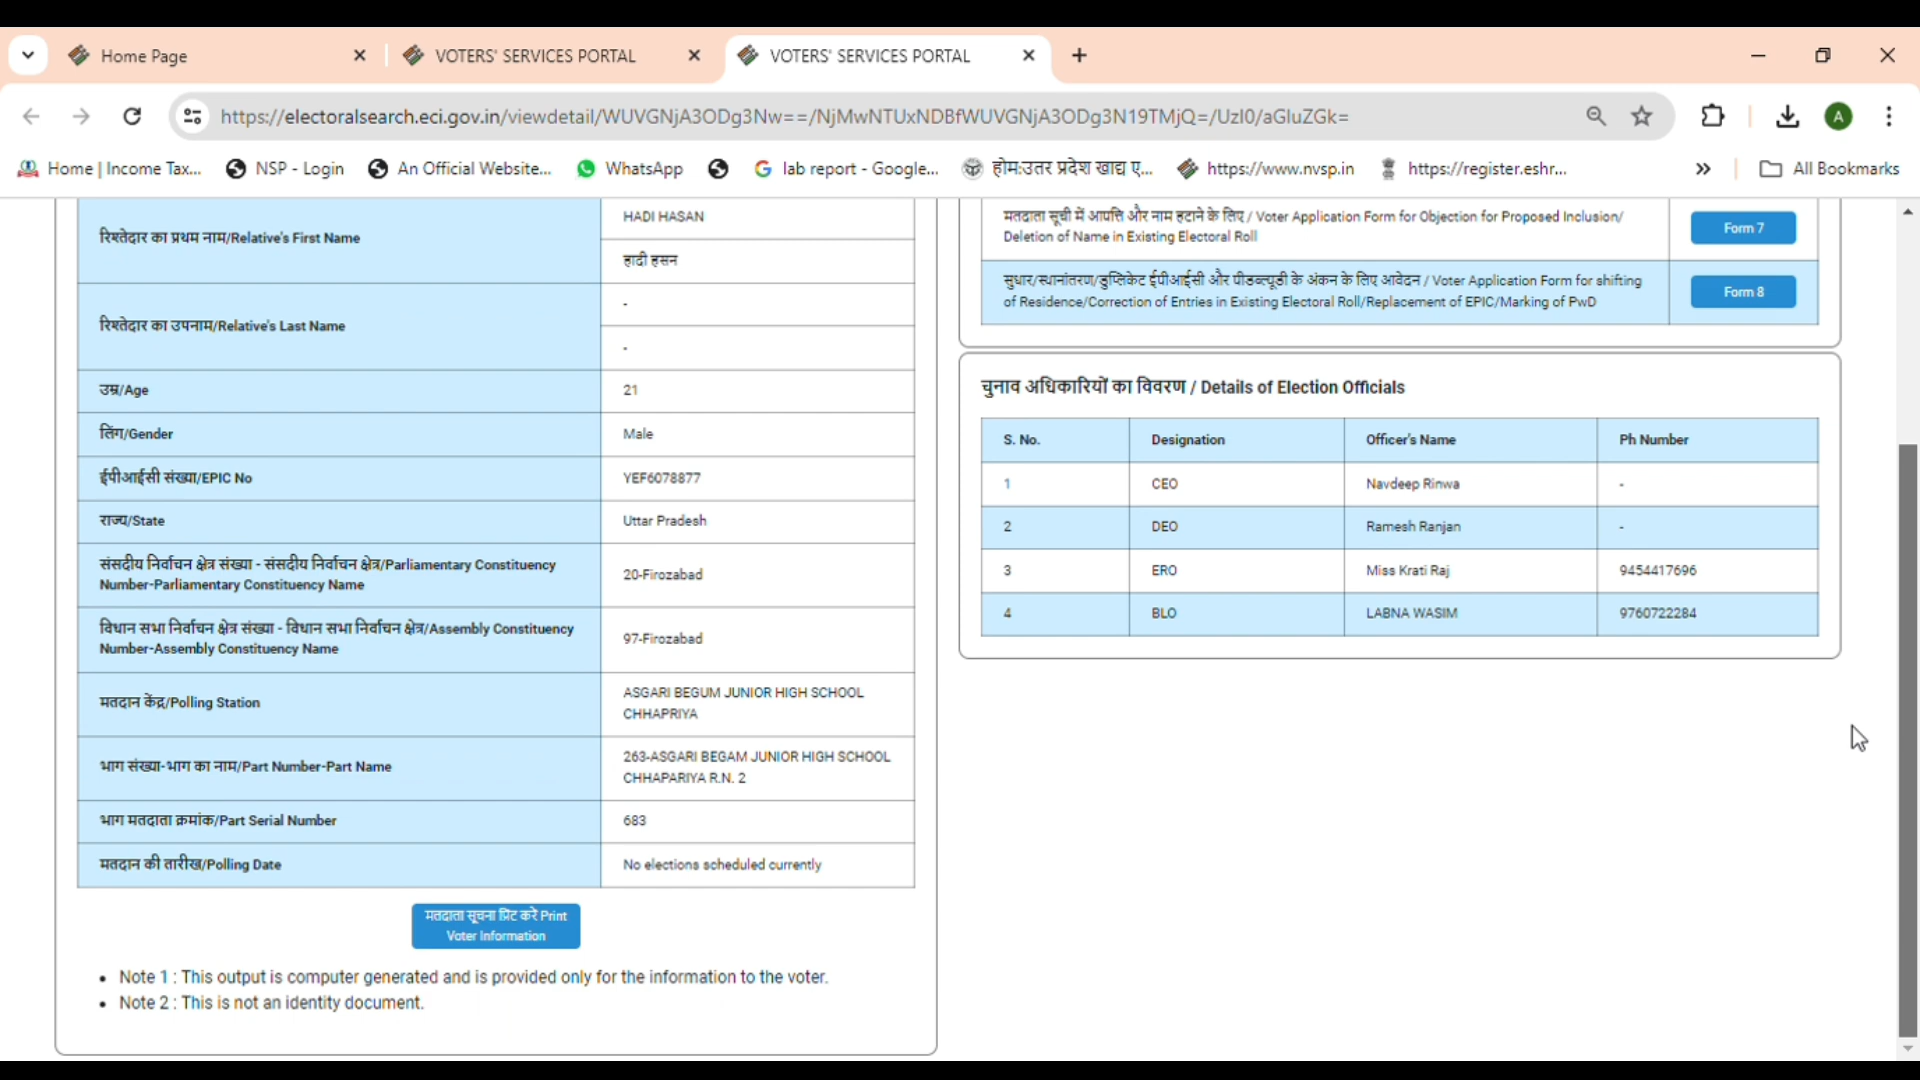 Home Page
VOTERS' SERVICES PORTAL
VOTERS' SERVICES PORTAL
https://electoralsearch.eci.gov.in/viewdetail/WUVGNjA3ODg3Nw==/NjMwNTUxNDBfWUVGNjA3ODg3N19TMjQ=/UzI0/aGluZGk=
A
Home | Income Tax...
NSP - Login
An Official Website...
WhatsApp
lab report - Google...
होम:उतर प्रदेश खाद्य ए...
https://www.nvsp.in
https://register.eshr...
All Bookmarks
रिश्तेदार का प्रथम नाम/Relative's First Name
HADI HASAN
हादी हसन
रिश्तेदार का उपनाम/Relative's Last Name
-
-
उम्र/Age
21
लिंग/Gender
Male
ईपीआईसी संख्या/EPIC No
YEF6078877
राज्य/State
Uttar Pradesh
संसदीय निर्वाचन क्षेत्र संख्या - संसदीय निर्वाचन क्षेत्र/Parliamentary Constituency
Number-Parliamentary Constituency Name
20-Firozabad
विधान सभा निर्वाचन क्षेत्र संख्या - विधान सभा निर्वाचन क्षेत्र/Assembly Constituency
Number-Assembly Constituency Name
97-Firozabad
मतदान केंद्र/Polling Station
ASGARI BEGUM JUNIOR HIGH SCHOOL
CHHAPRIYA
भाग संख्या-भाग का नाम/Part Number-Part Name
263-ASGARI BEGAM JUNIOR HIGH SCHOOL
CHHAPARIYA R.N. 2
भाग मतदाता क्रमांक/Part Serial Number
683
मतदान की तारीख/Polling Date
No elections scheduled currently
मतदाता सूचना प्रिंट करे Print
Voter Information
• Note 1 : This output is computer generated and is provided only for the information to the voter.
• Note 2 : This is not an identity document.
मतदाता सूची में आपत्ति और नाम हटाने के लिए / Voter Application Form for Objection for Proposed Inclusion/
Deletion of Name in Existing Electoral Roll
Form 7
सुधार/स्थानांतरण/डुप्लिकेट ईपीआईसी और पीडब्ल्यूडी के अंकन के लिए आवेदन / Voter Application Form for shifting
of Residence/Correction of Entries in Existing Electoral Roll/Replacement of EPIC/Marking of PwD
Form 8
चुनाव अधिकारियों का विवरण / Details of Election Officials
S. No. Designation Officer's Name Ph Number
1 CEO Navdeep Rinwa -
2 DEO Ramesh Ranjan -
3 ERO Miss Krati Raj 9454417696
4 BLO LABNA WASIM 9760722284